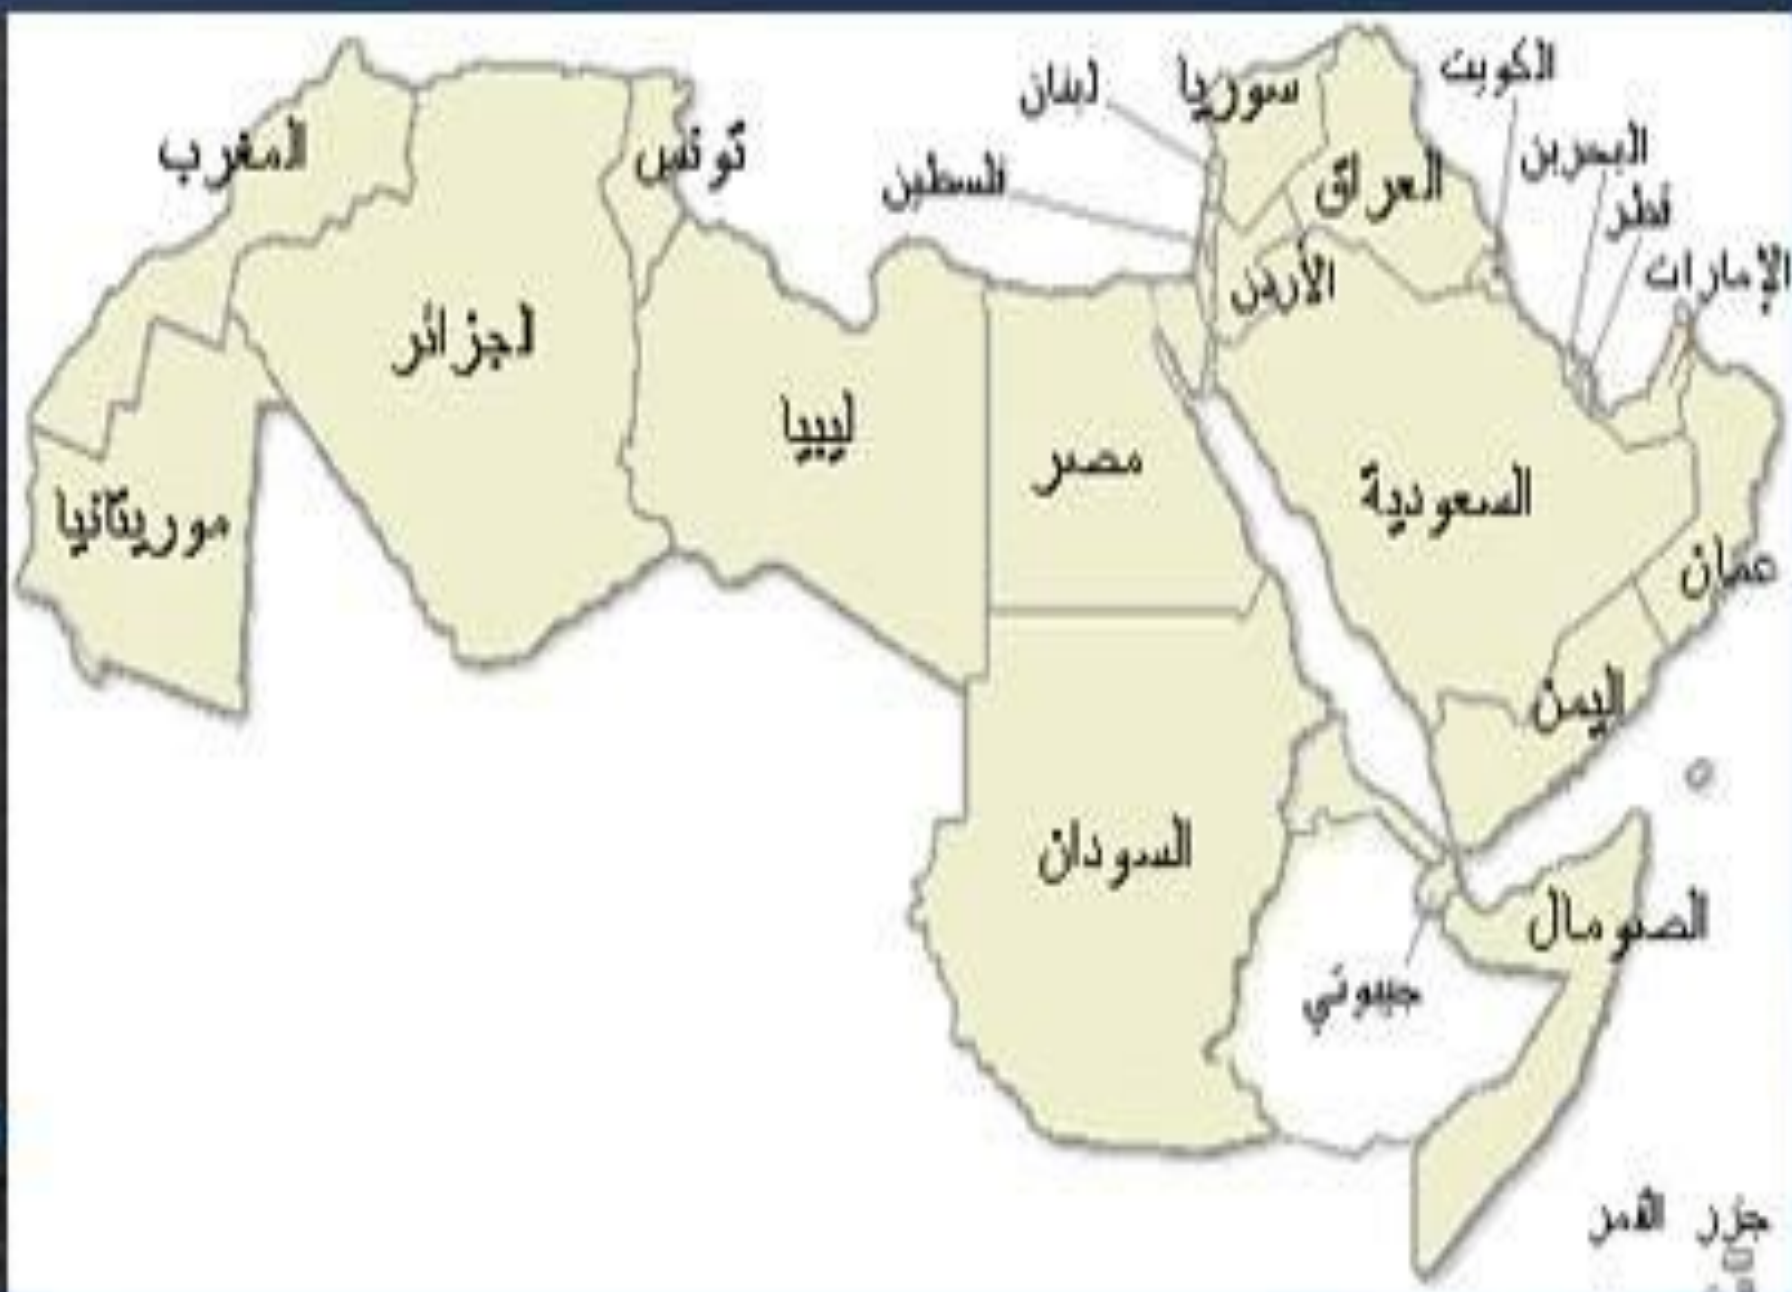 الكويت
سوريا
لبنان
البحرين
تونس
المغرب
العراق
فلسطين
قطر
الإمارات
الأردن
الجزائر
ليبيا
مصر
السعودية
موريتانيا
عمان
اليمن
السودان
الصومال
جيبوتي
جزر القمر